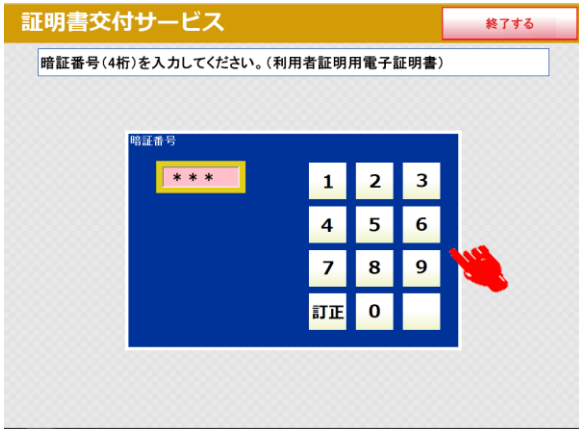 証明書交付サービス
終了する
暗証番号(4桁)を入力してください。(利用者証明用電子証明書)
暗証番号
***
1 2 3
4 5 6
7 8 9
訂正 0